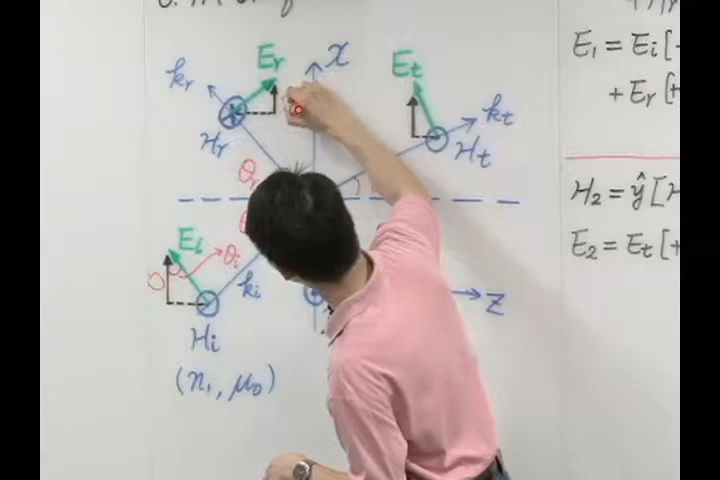 E_r
x
E_t
k_r
k_t
H_r
H_t
θ_r
E_i
θ_i
k_i
z
H_i
(n_1, μ_0)
E_1 = E_i [
+ E_r [
H_2 = ŷ [
E_2 = E_t [+